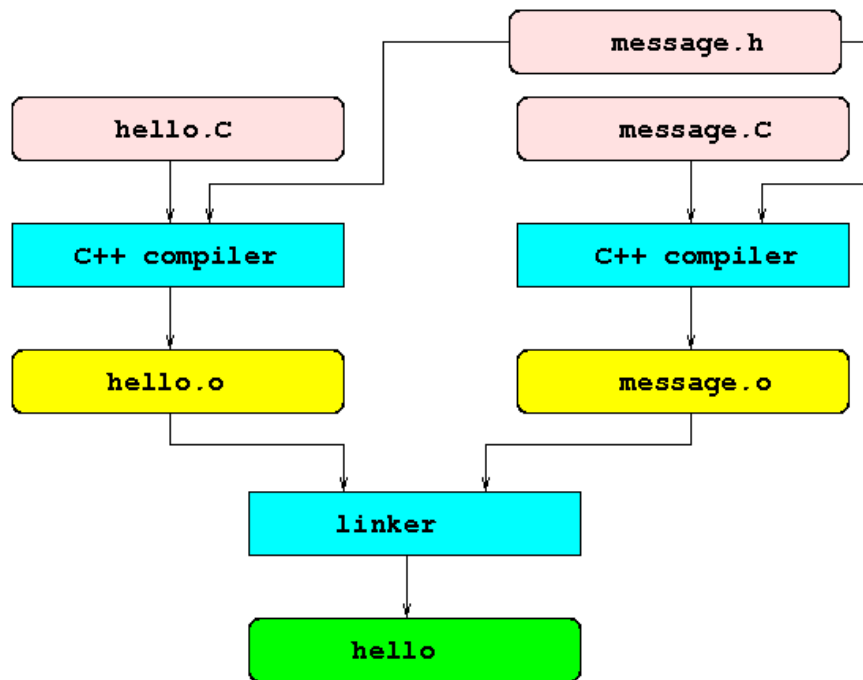 message.h
hello.C
message.C
C++ compiler
C++ compiler
hello.o
message.o
linker
hello